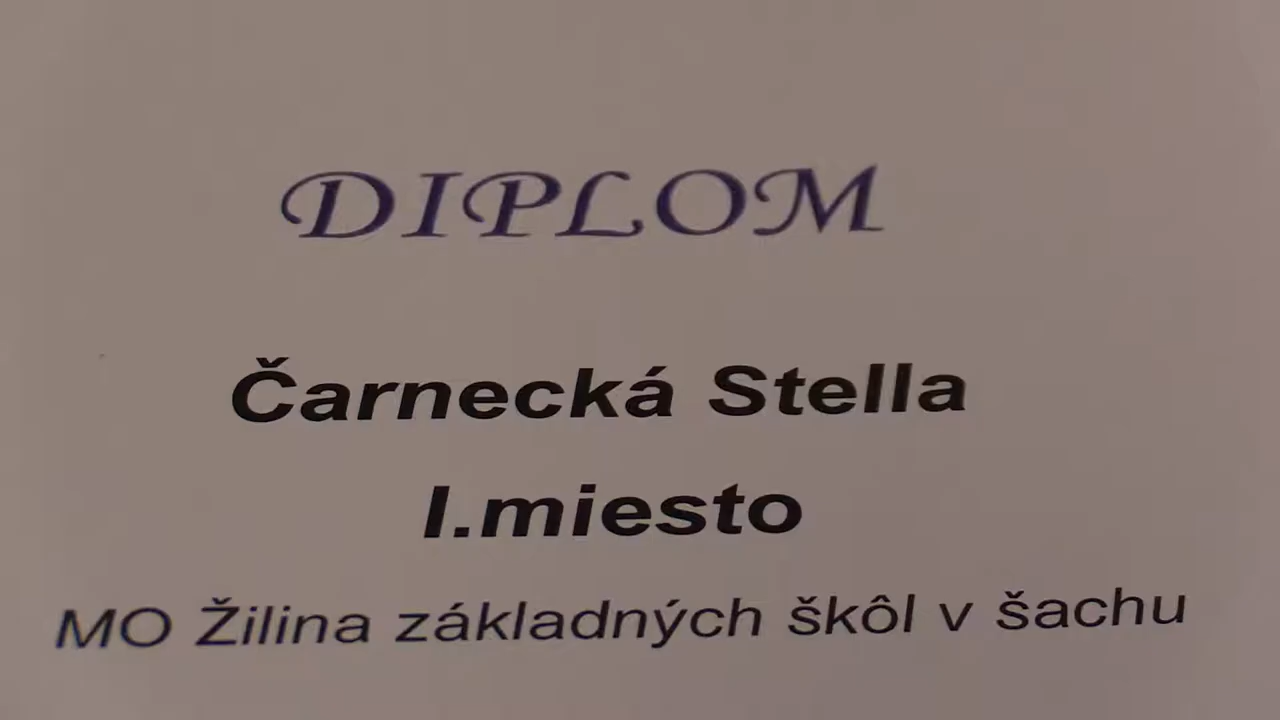 DIPLOM
Čarnecká Stella
I.miesto
MO Žilina základných škôl v šachu